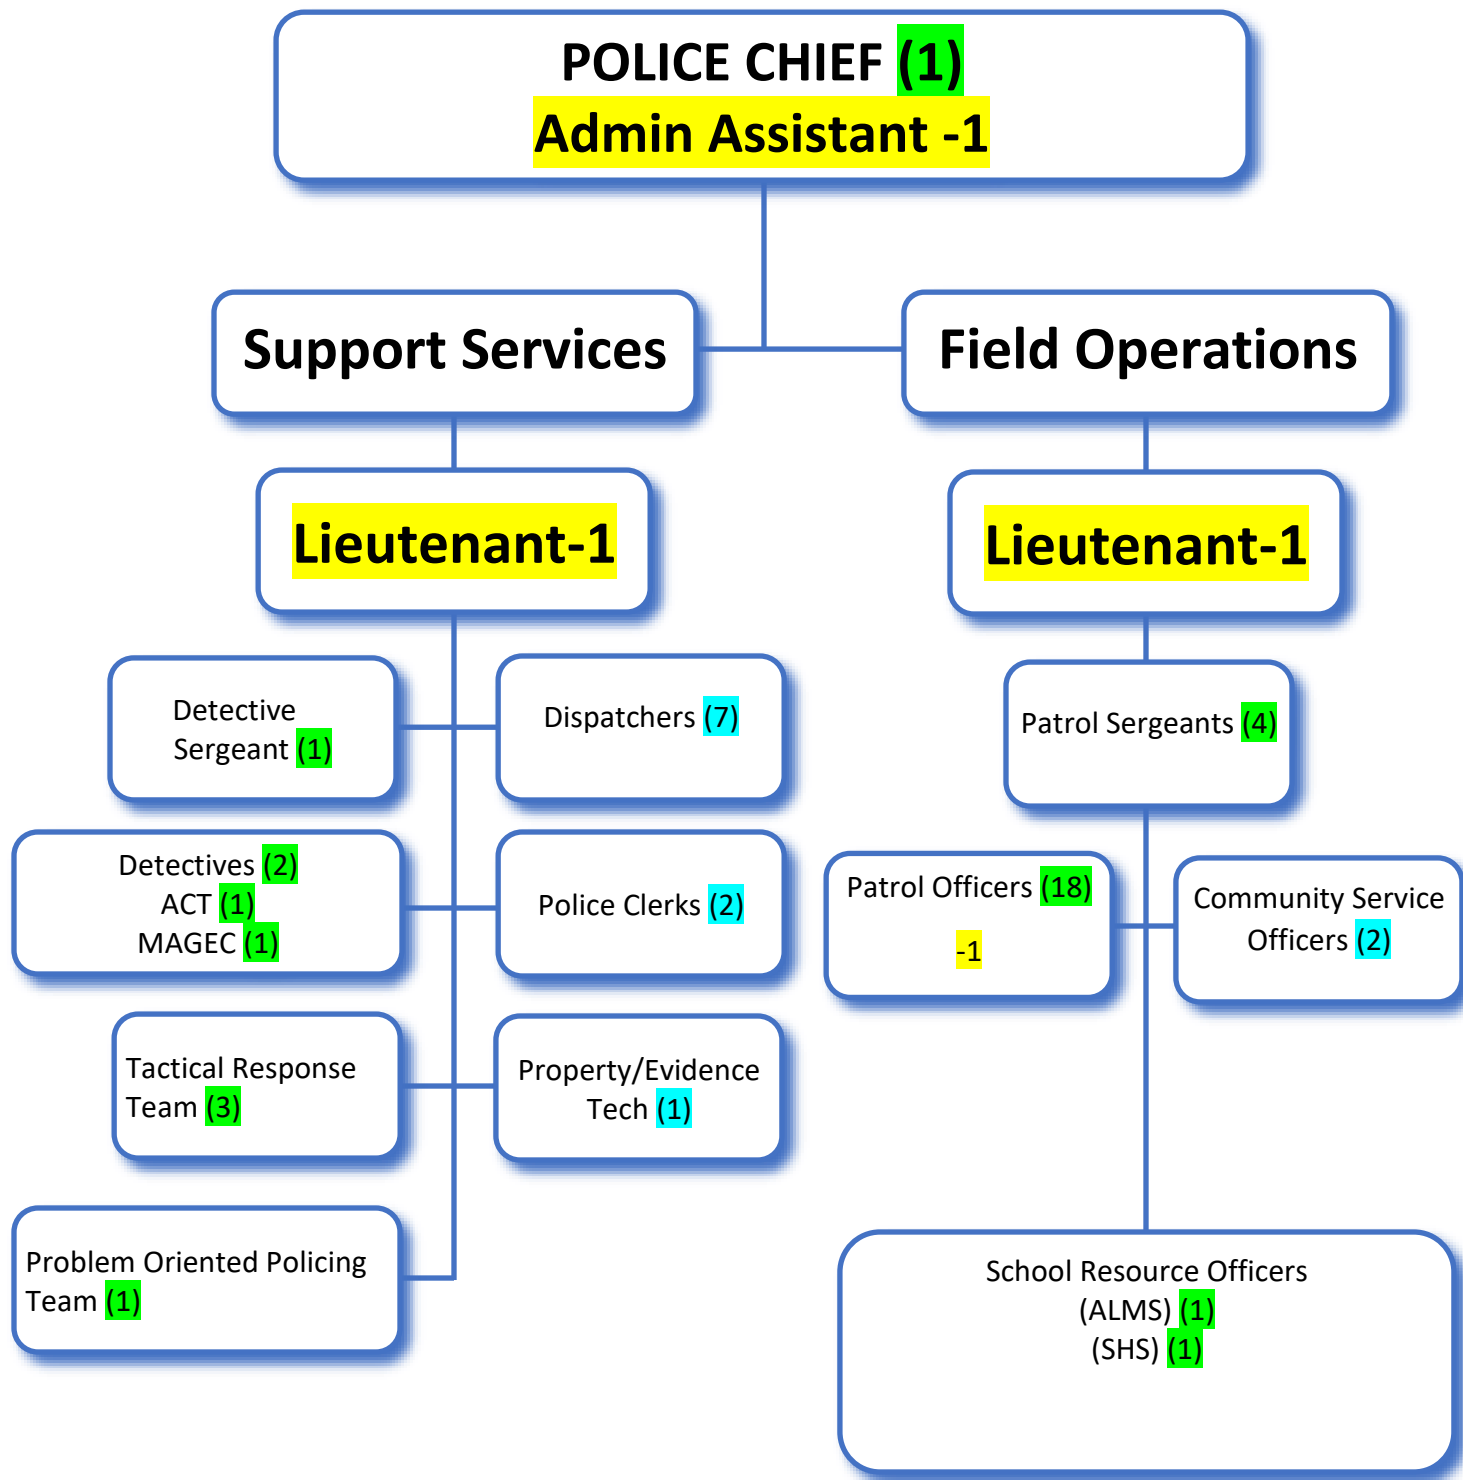 POLICE CHIEF (1)
Admin Assistant -1
Support Services
Field Operations
Lieutenant-1
Lieutenant-1
Detective
Sergeant (1)
Dispatchers (7)
Patrol Sergeants (4)
Detectives (2)
ACT (1)
MAGEC (1)
Police Clerks (2)
Patrol Officers (18)
-1
Community Service
Officers (2)
Tactical Response
Team (3)
Property/Evidence
Tech (1)
Problem Oriented Policing
Team (1)
School Resource Officers
(ALMS) (1)
(SHS) (1)